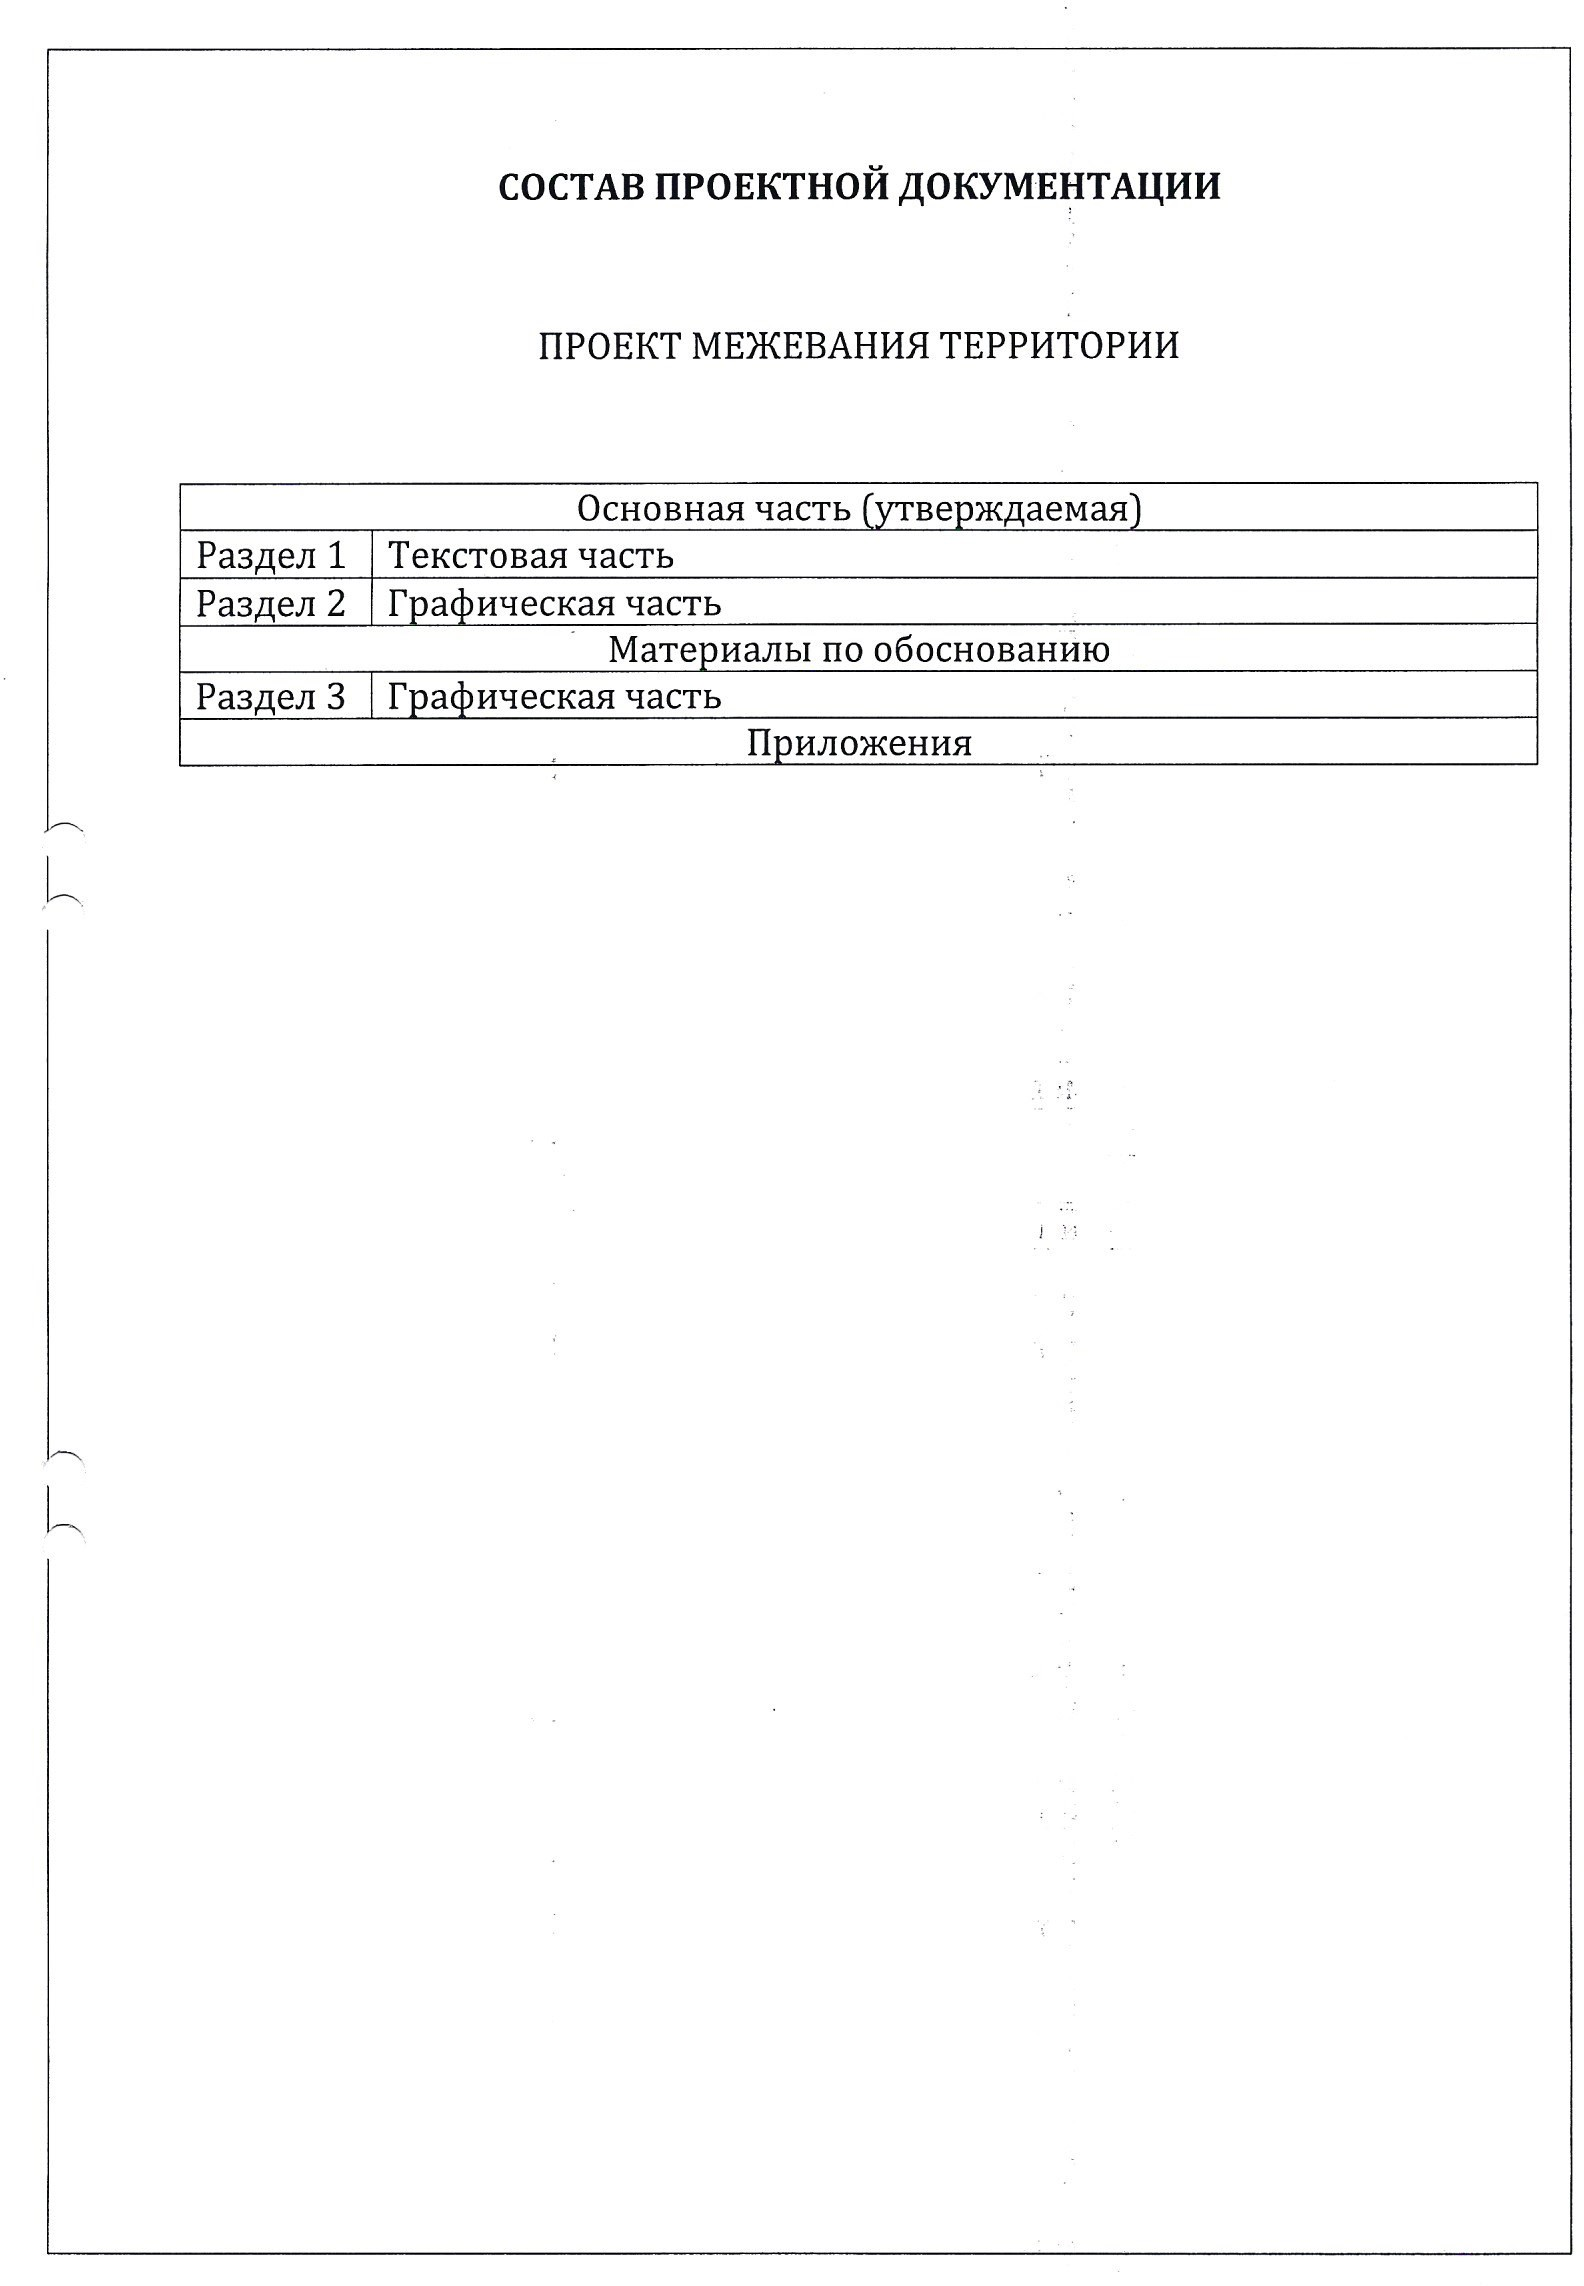 СОСТАВ ПРОЕКТНОЙ ДОКУМЕНТАЦИИ
ПРОЕКТ МЕЖЕВАНИЯ ТЕРРИТОРИИ
Основная часть (утверждаемая)
Раздел 1 Текстовая часть
Раздел 2 Графическая часть
Материалы по обоснованию
Раздел 3 Графическая часть
Приложения